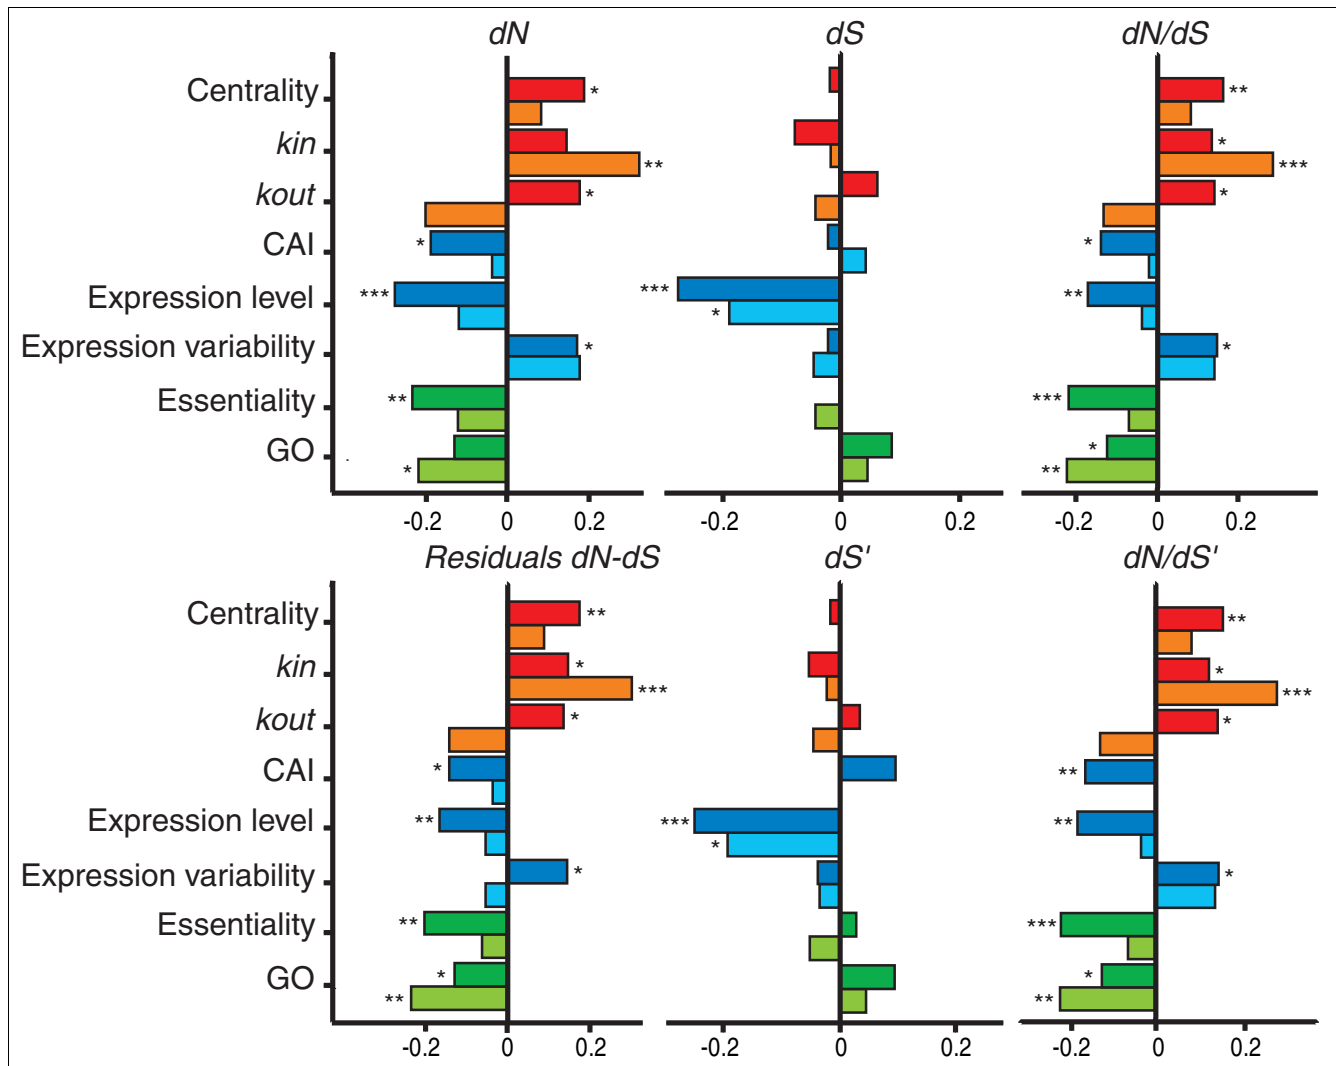 dN dS dN/dS
Centrality * **
kin ** * ***
kout * *
CAI * *
Expression level *** *** * **
Expression variability * *
Essentiality ** ***
GO * * **
-0.2 0 0.2 -0.2 0 0.2 -0.2 0 0.2
Residuals dN-dS dS' dN/dS'
Centrality ** **
kin * *** * ***
kout * *
CAI * **
Expression level ** *** * **
Expression variability * *
Essentiality ** ***
GO * ** * **
-0.2 0 0.2 -0.2 0 0.2 -0.2 0 0.2